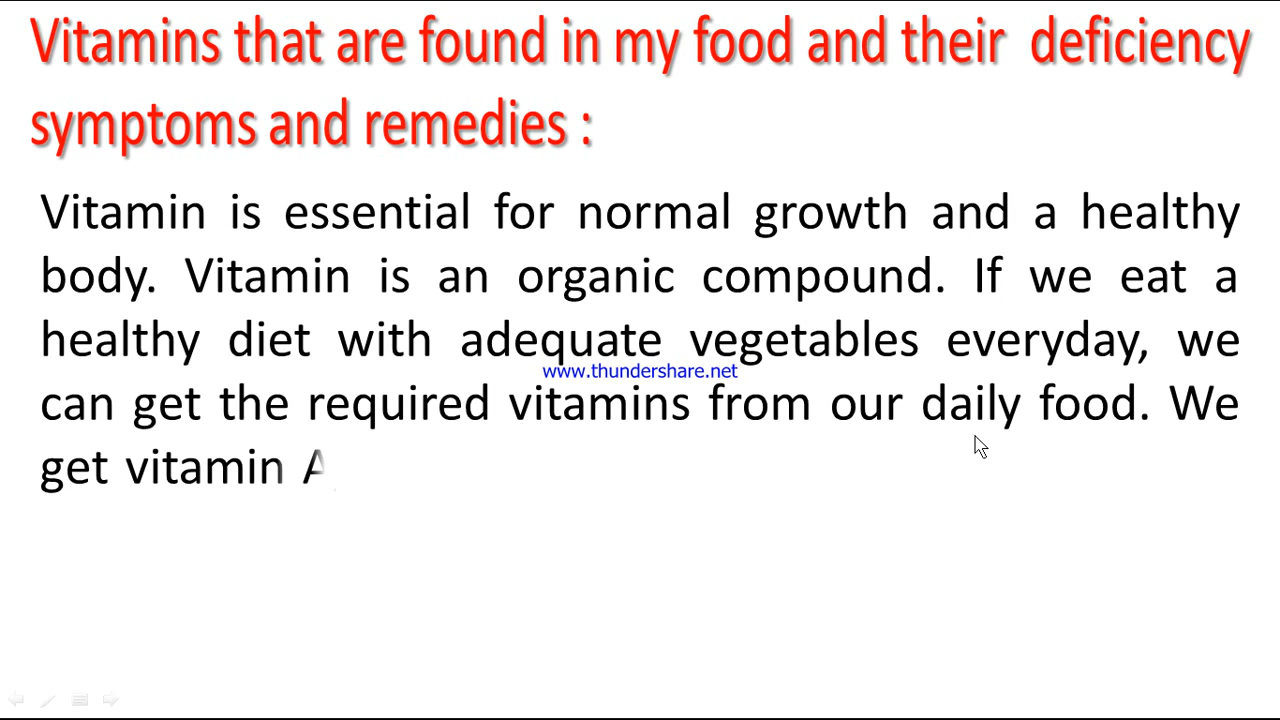 Vitamins that are found in my food and their deficiency
symptoms and remedies :
Vitamin is essential for normal growth and a healthy
body. Vitamin is an organic compound. If we eat a
healthy diet with adequate vegetables everyday, we
www.thundershare.net
can get the required vitamins from our daily food. We
get vitamin A